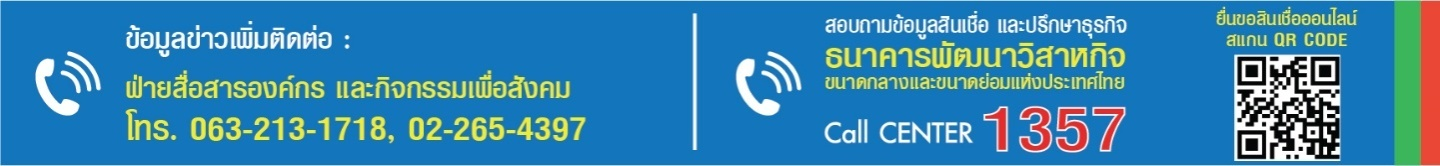 ข้อมูลข่าวเพิ่มติดต่อ :
ฝ่ายสื่อสารองค์กร และกิจกรรมเพื่อสังคม
โทร. 063-213-1718, 02-265-4397
สอบถามข้อมูลสินเชื่อ และปรึกษาธุรกิจ
ธนาคารพัฒนาวิสาหกิจ
ขนาดกลางและขนาดย่อมแห่งประเทศไทย
Call CENTER 1357
ยื่นขอสินเชื่อออนไลน์
สแกน QR CODE